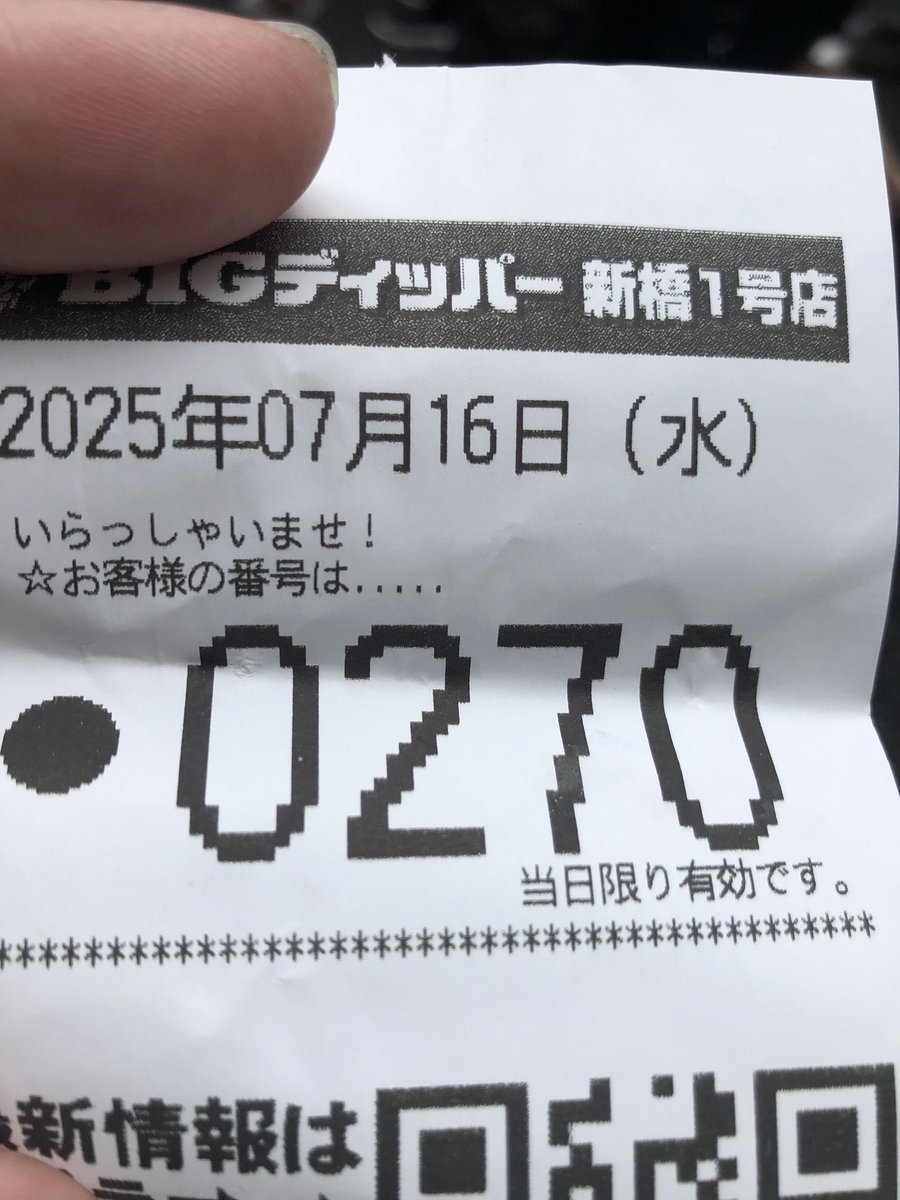 BIGディッパー 新橋1号店
2025年07月16日（水）
いらっしゃいませ！
☆お客様の番号は.....
●0270
当日限り有効です。
*************************************************
新情報は